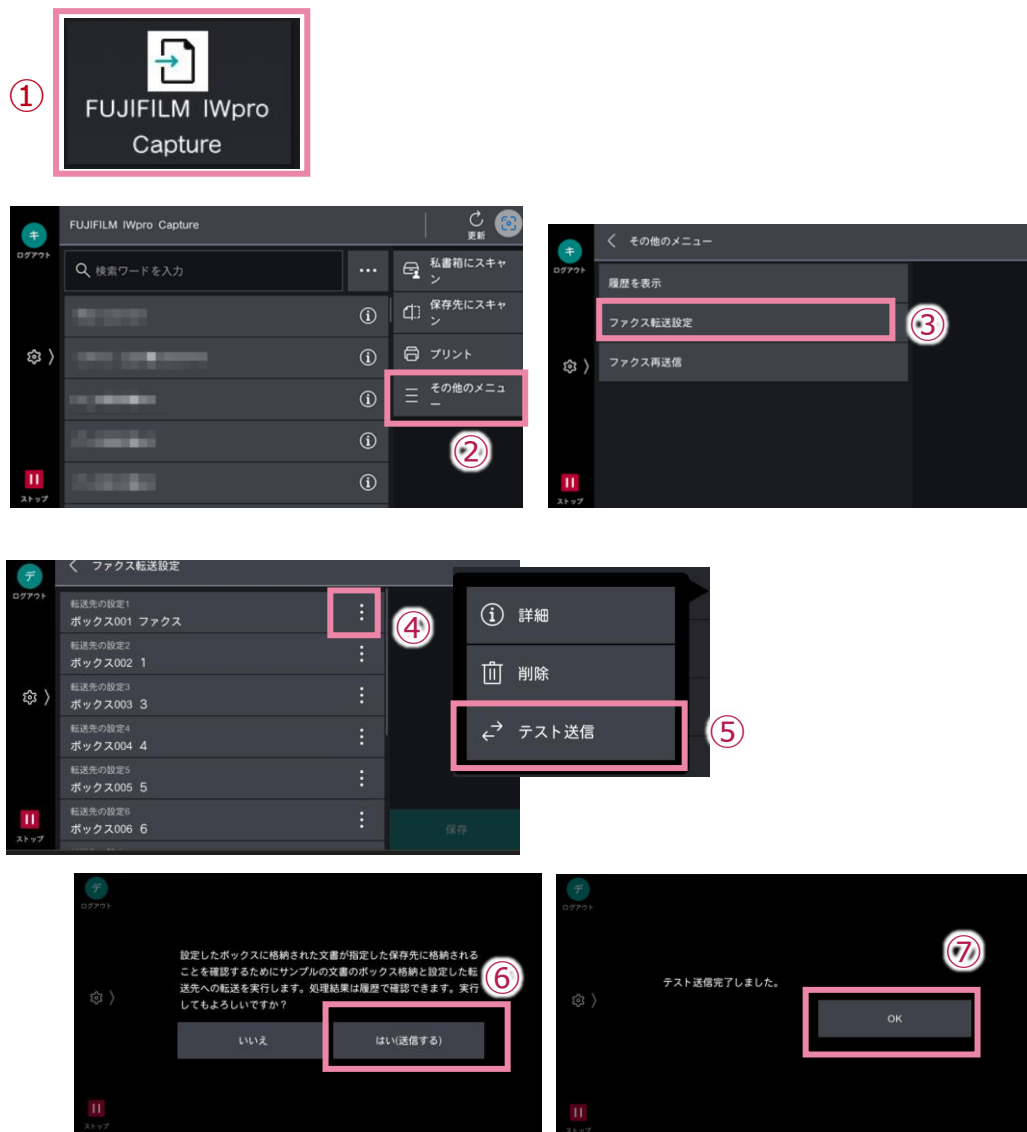 ①
FUJIFILM IWpro
Capture
キ
ログアウト
FUJIFILM IWpro Capture
更新
検索ワードを入力
私書箱にスキャ
ン
保存先にスキャ
ン
プリント
その他のメニュ
ー
②
ストップ
キ
ログアウト
その他のメニュー
履歴を表示
ファクス転送設定
③
ファクス再送信
ストップ
デ
ログアウト
ファクス転送設定
転送先の設定1
ボックス001 ファクス
④
転送先の設定2
ボックス002 1
転送先の設定3
ボックス003 3
転送先の設定4
ボックス004 4
転送先の設定5
ボックス005 5
転送先の設定6
ボックス006 6
保存
ストップ
詳細
削除
テスト送信
⑤
デ
ログアウト
設定したボックスに格納された文書が指定した保存先に格納される
ことを確認するためにサンプルの文書のボックス格納と設定した転
送先への転送を実行します。処理結果は履歴で確認できます。実行
してもよろしいですか？
⑥
いいえ
はい(送信する)
ストップ
デ
ログアウト
⑦
テスト送信完了しました。
OK
ストップ